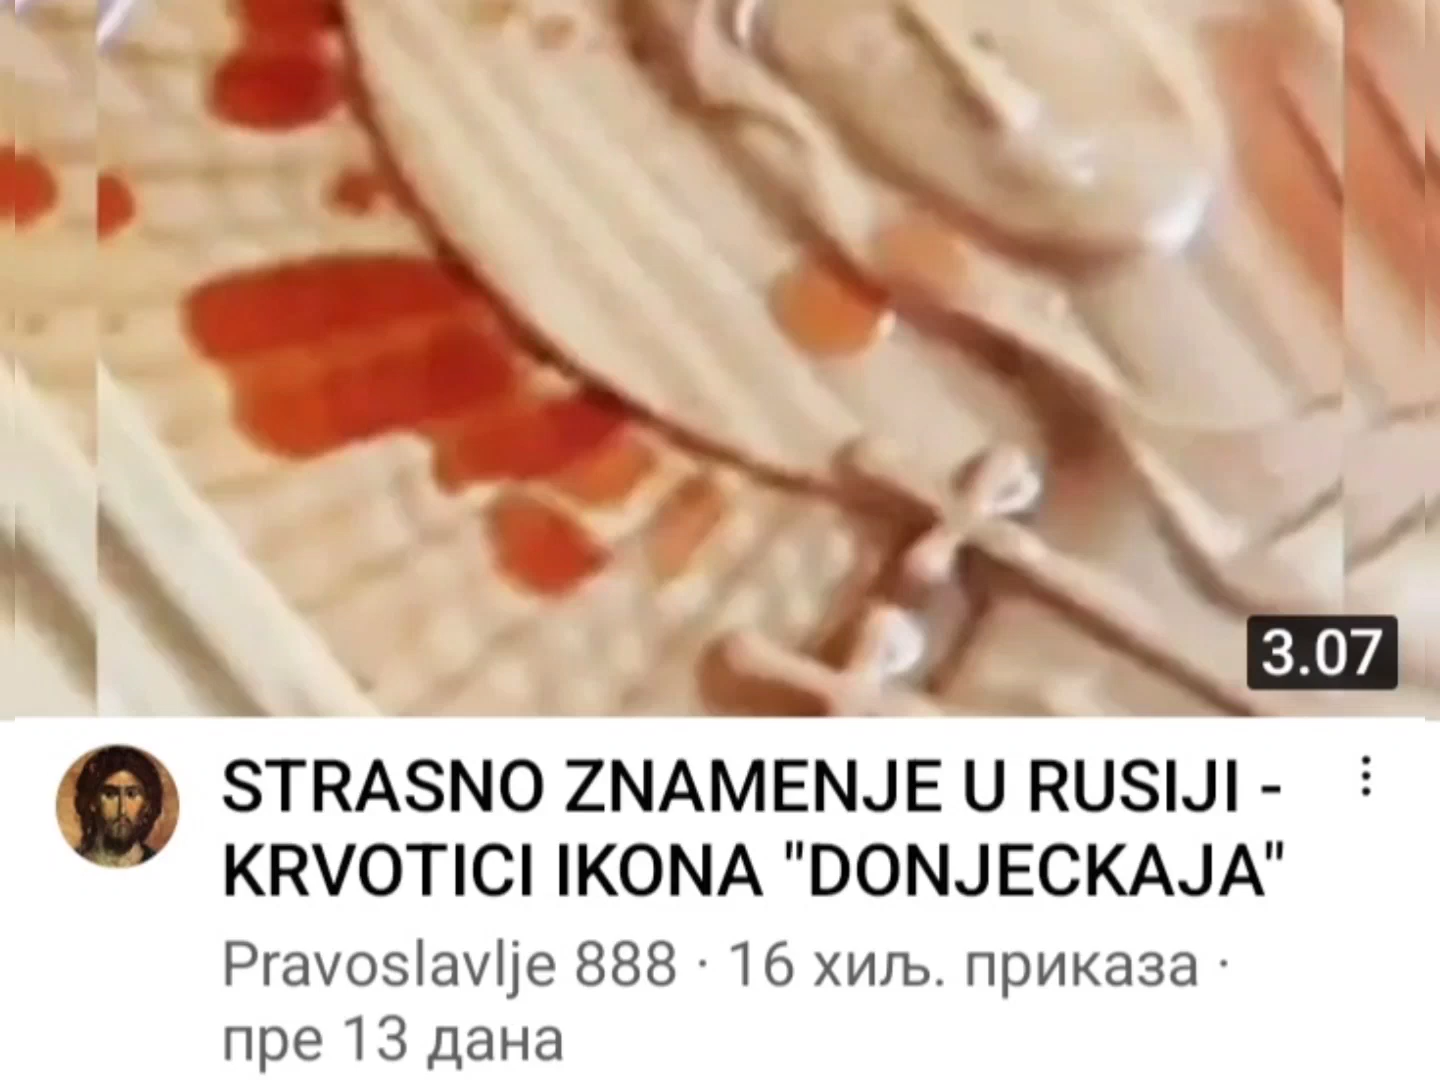 3.07
STRASNO ZNAMENJE U RUSIJI -
KRVOTICI IKONA "DONJECKAJA"
Pravoslavlje 888 · 16 хиљ. приказа ·
пре 13 дана